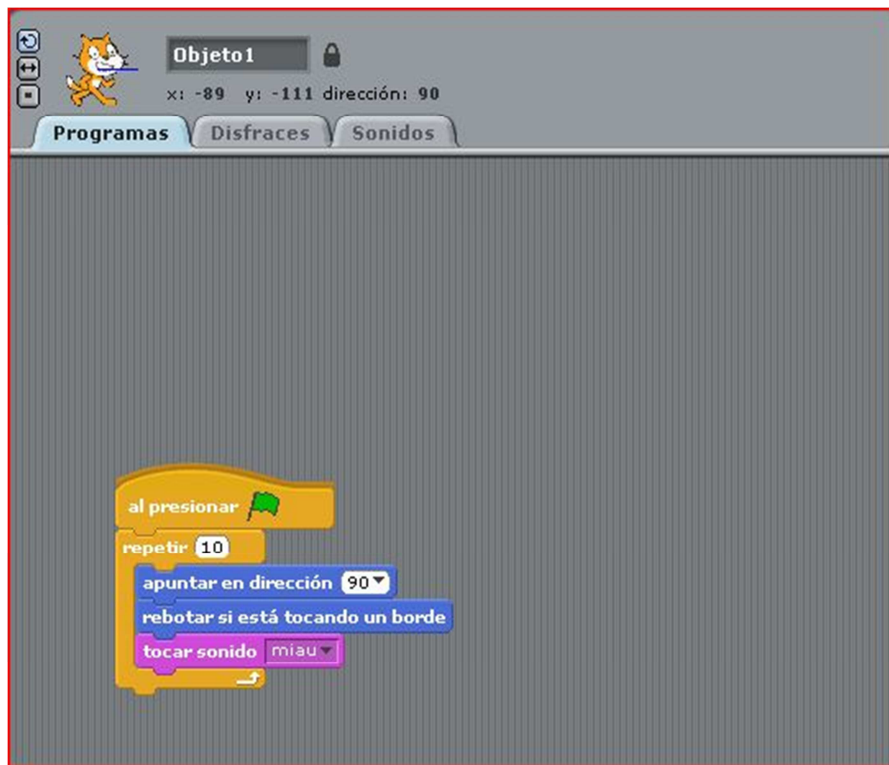 Objeto1
x: -89 y: -111 dirección: 90
Programas Disfraces Sonidos
al presionar
repetir 10
apuntar en dirección 90
rebotar si está tocando un borde
tocar sonido miau